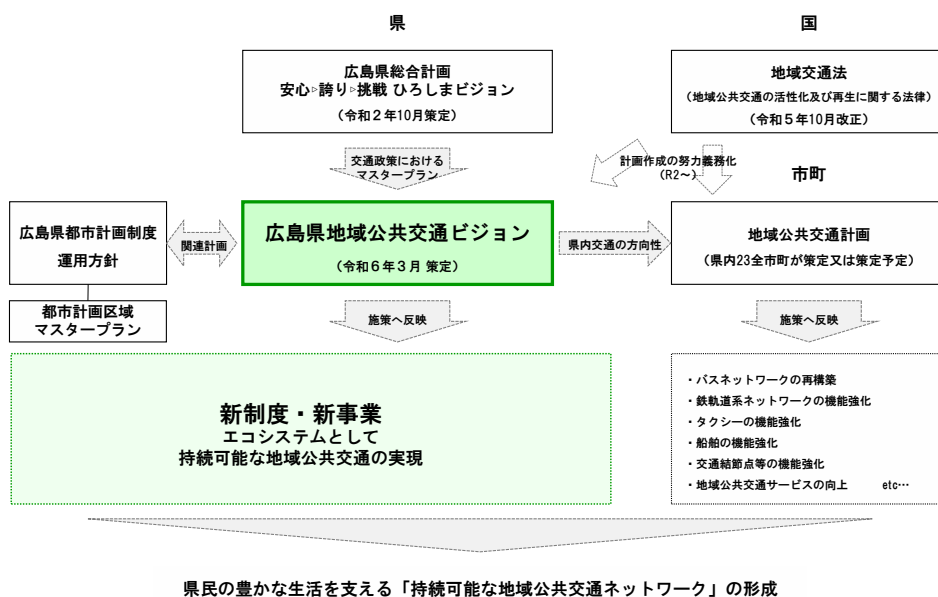 県
国
広島県総合計画
安心▷誇り▷挑戦 ひろしまビジョン
（令和２年10月策定）
地域交通法
（地域公共交通の活性化及び再生に関する法律）
（令和５年10月改正）
交通政策における
マスタープラン
計画作成の努力義務化
（R2～）
市町
広島県都市計画制度
運用方針
関連計画
広島県地域公共交通ビジョン
（令和６年３月 策定）
県内交通の方向性
地域公共交通計画
（県内23全市町が策定又は策定予定）
都市計画区域
マスタープラン
施策へ反映
施策へ反映
新制度・新事業
エコシステムとして
持続可能な地域公共交通の実現
・バスネットワークの再構築
・鉄軌道系ネットワークの機能強化
・タクシーの機能強化
・船舶の機能強化
・交通結節点等の機能強化
・地域公共交通サービスの向上　　etc…
県民の豊かな生活を支える「持続可能な地域公共交通ネットワーク」の形成